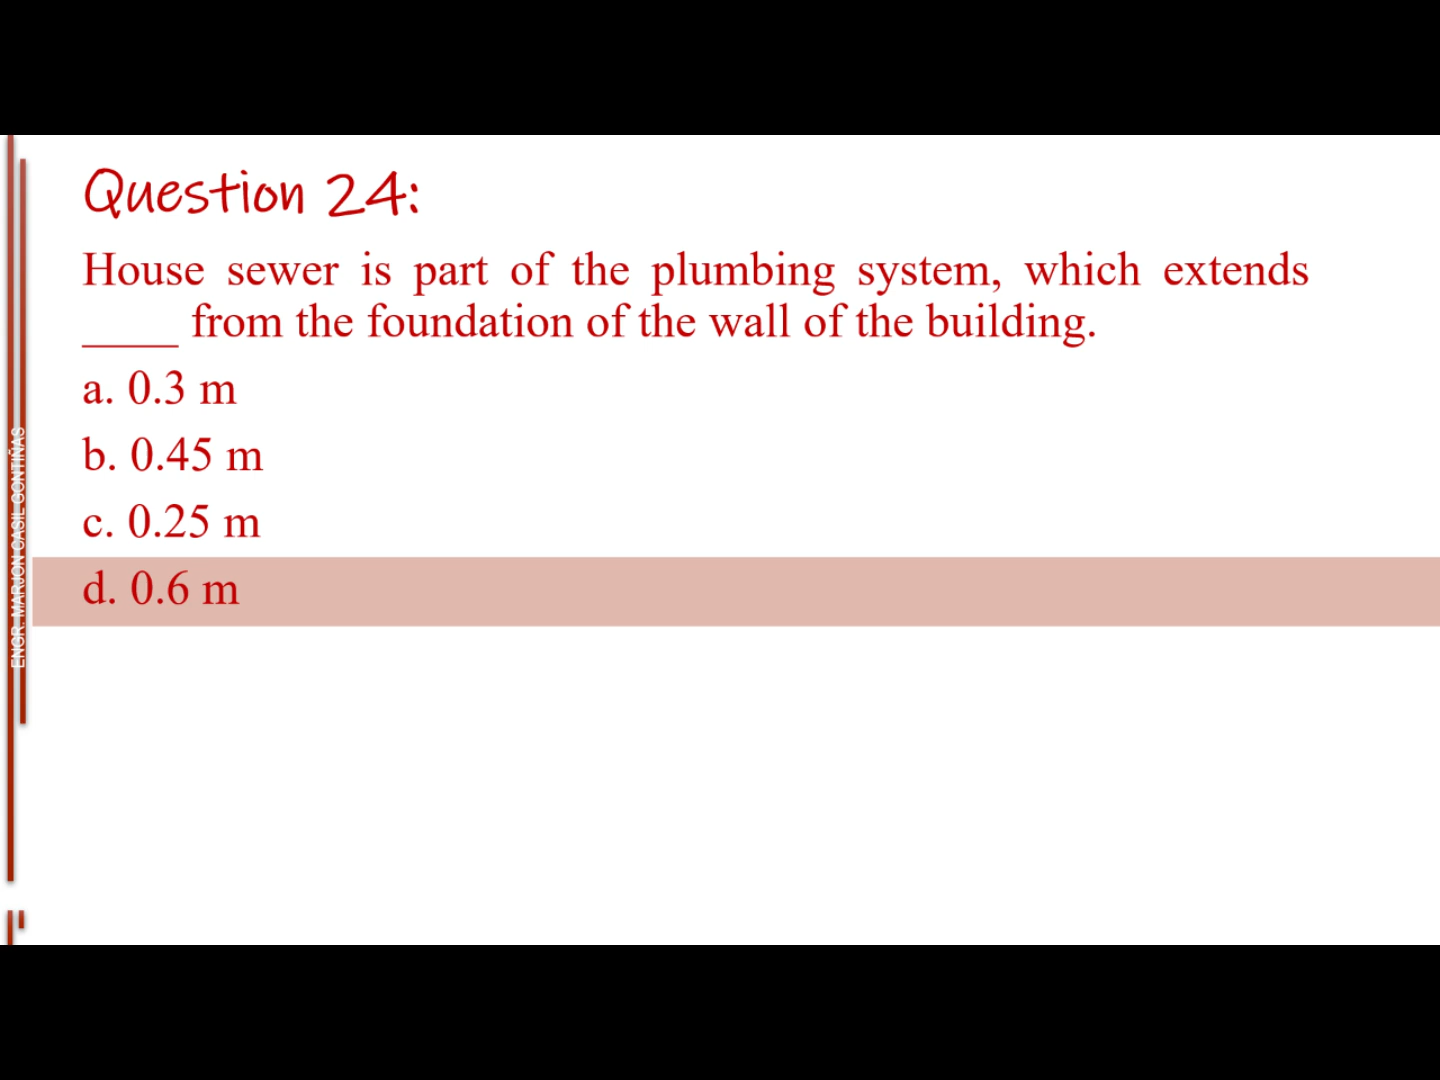 Question 24:
House sewer is part of the plumbing system, which extends
____ from the foundation of the wall of the building.
a. 0.3 m
b. 0.45 m
c. 0.25 m
d. 0.6 m
ENGR. MARJON CASIL GONTIÑAS